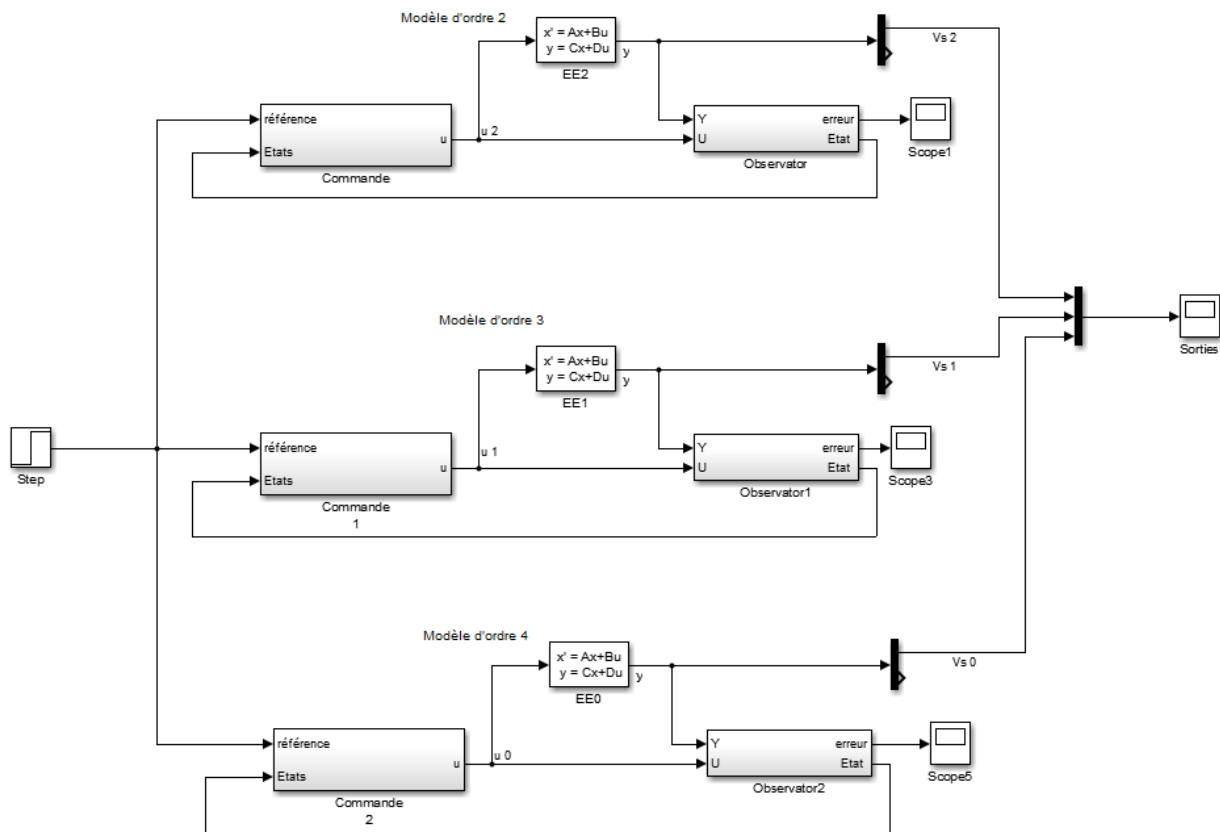 Modèle d'ordre 2
x' = Ax+Bu
y = Cx+Du
y
EE2
Vs 2
référence
Etats
u
Commande
u 2
Y
U
erreur
Etat
Observator
Scope1
Modèle d'ordre 3
x' = Ax+Bu
y = Cx+Du
y
EE1
Vs 1
Sorties
Step
référence
Etats
u
Commande
1
u 1
Y
U
erreur
Etat
Observator1
Scope3
Modèle d'ordre 4
x' = Ax+Bu
y = Cx+Du
y
EE0
Vs 0
référence
Etats
u
Commande
2
u 0
Y
U
erreur
Etat
Observator2
Scope5